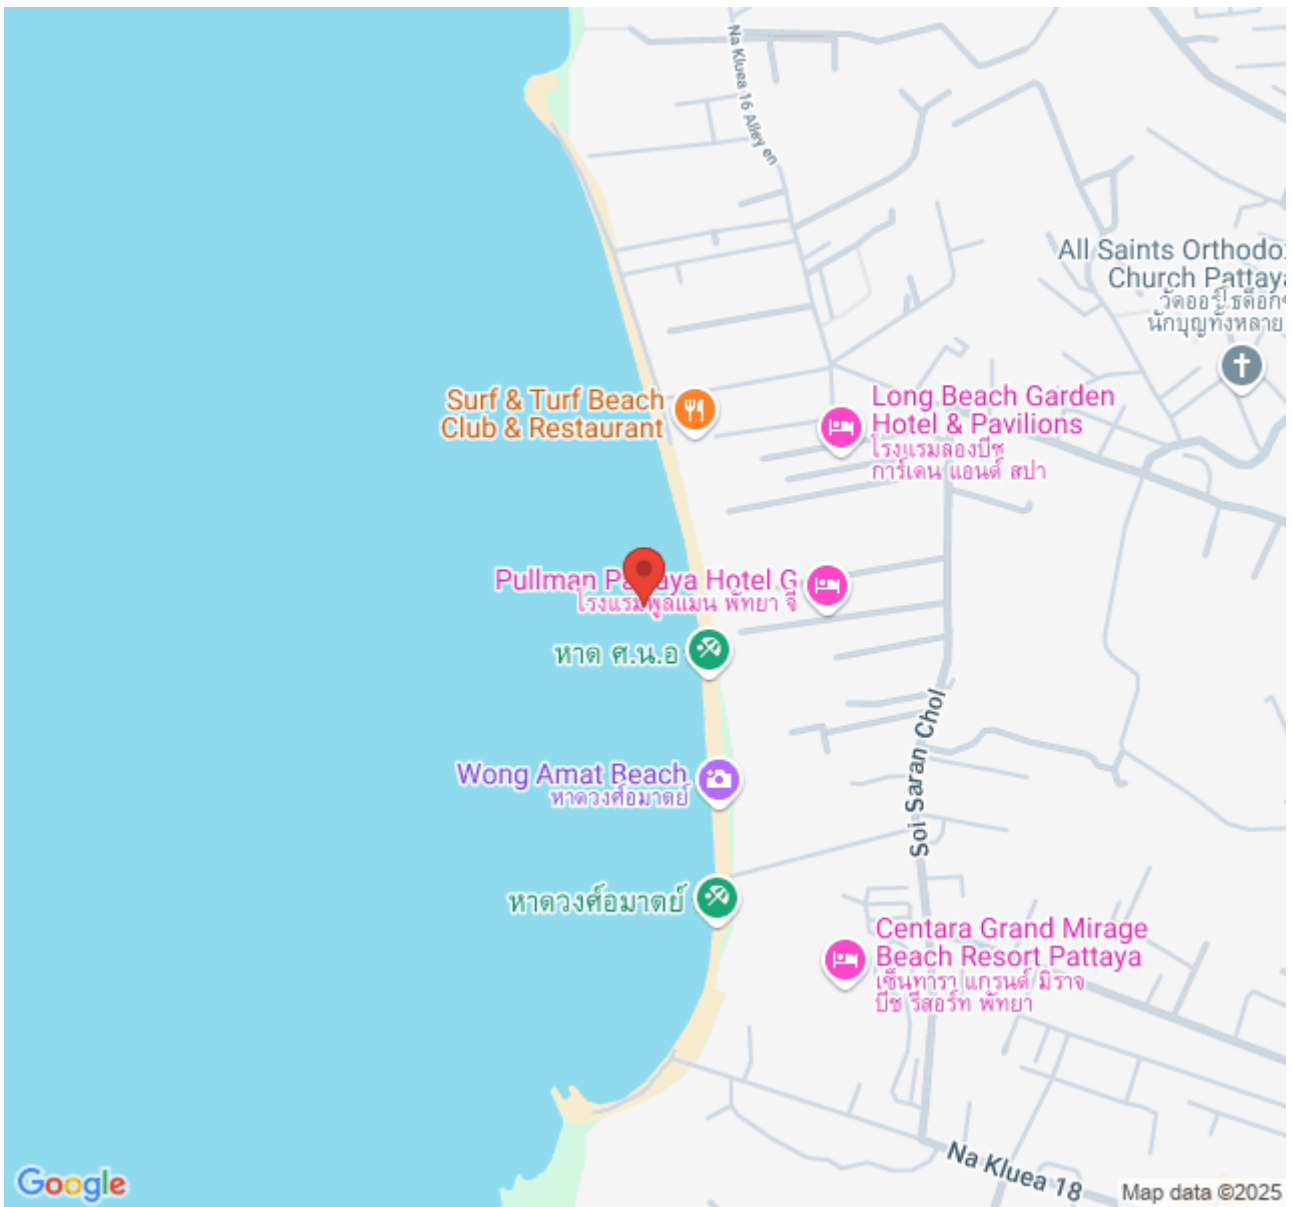 Na Kluea 16 Alley en
All Saints Orthodo
Church Pattay
วัดออร์โธด็อก
นักบุญทั้งหลาย
Surf & Turf Beach
Club & Restaurant
Long Beach Garden
Hotel & Pavilions
โรงแรมลองบีช
การ์เดน แอนด์ สปา
Pullman Pattaya Hotel G
โรงแรมพูลแมน พัทยา จี
หาด ศ.น.อ
Soi Saran Chol
Wong Amat Beach
หาดวงศ์อมาตย์
หาดวงศ์อมาตย์
Centara Grand Mirage
Beach Resort Pattaya
เซ็นทารา แกรนด์ มิราจ
บีช รีสอร์ท พัทยา
Na Kluea 18
Google
Map data ©2025